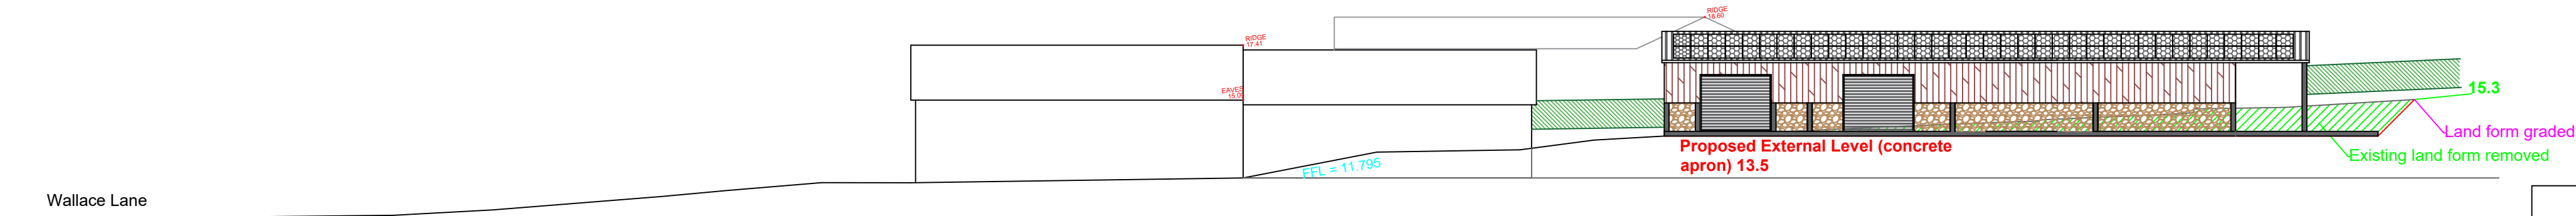 RIDGE
18.60
RIDGE
17.41
EAVES
15.00
15.3
Land form graded
Existing land form removed
Proposed External Level (concrete
apron) 13.5
FFL = 11.795
Wallace Lane